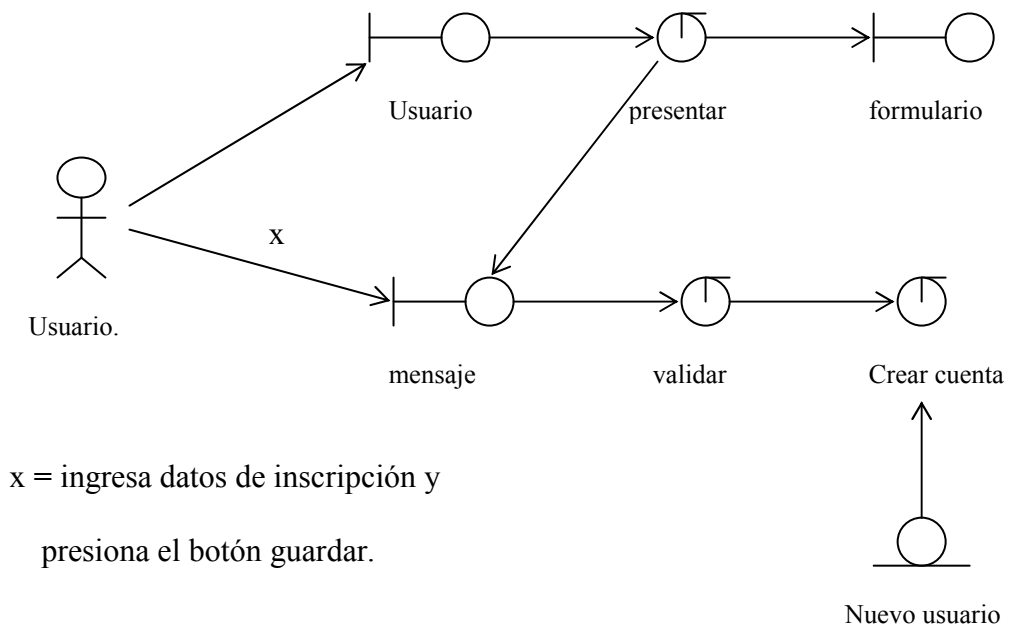 Usuario presentar formulario
x
Usuario.
mensaje validar Crear cuenta
x = ingresa datos de inscripción y
presiona el botón guardar.
Nuevo usuario